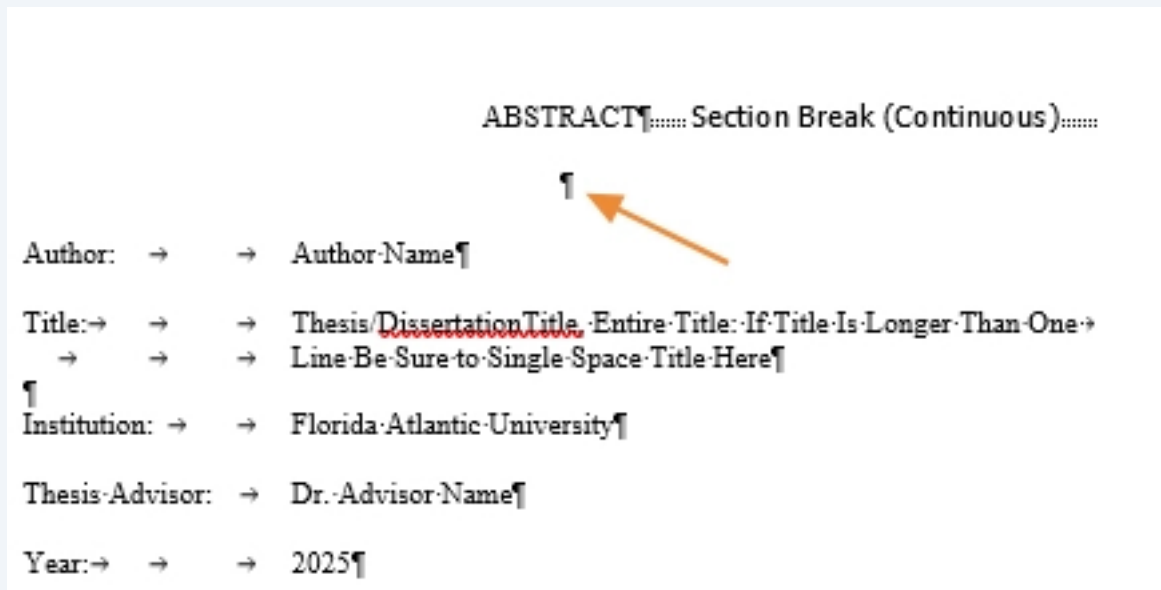 ABSTRACT¶ Section Break (Continuous)
¶
Author: → → Author·Name¶
Title:→ → → Thesis/DissertationTitle. ·Entire·Title:·If·Title·Is·Longer·Than·One→
→ → → Line·Be·Sure·to·Single·Space·Title·Here¶
¶
Institution: → → Florida·Atlantic·University¶
Thesis·Advisor: → Dr.·Advisor·Name¶
Year:→ → → 2025¶